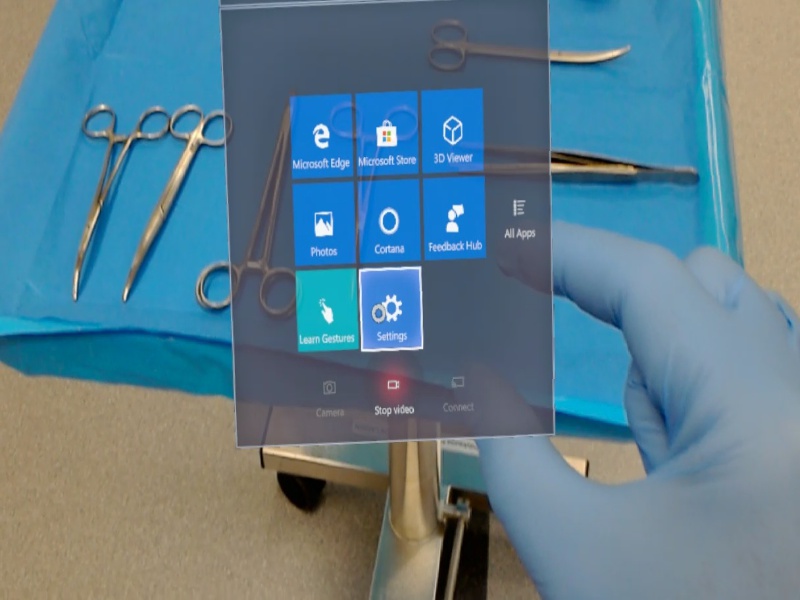 Microsoft Edge
Microsoft Store
3D Viewer
Photos
Cortana
Feedback Hub
All Apps
Learn Gestures
Settings
Camera
Stop video
Connect